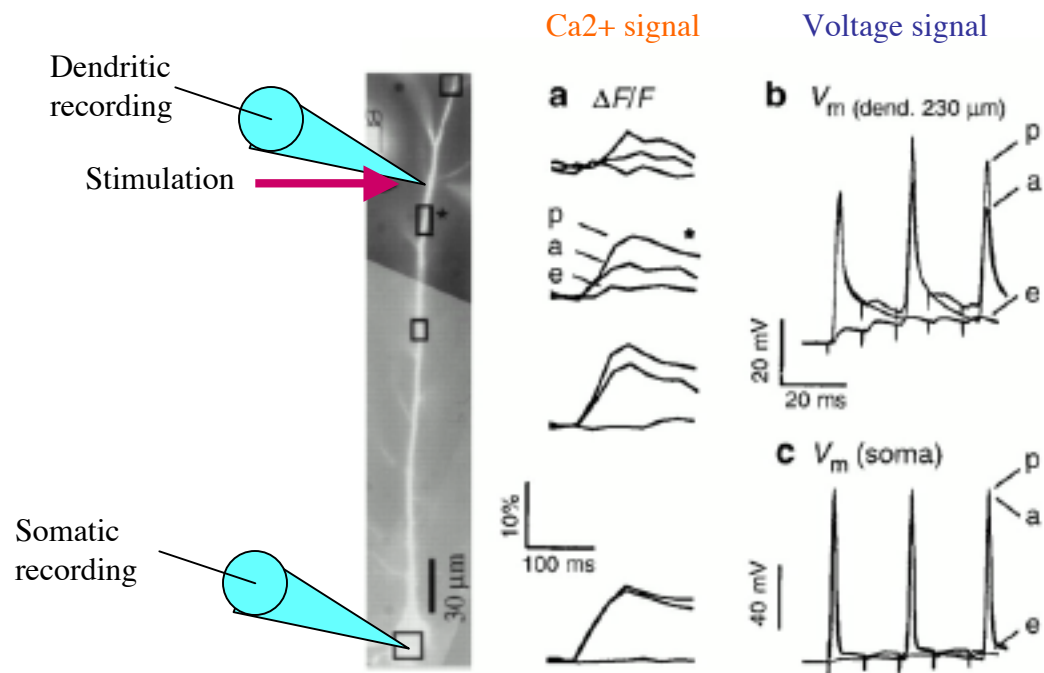 Ca2+ signal
Voltage signal
Dendritic
recording
Stimulation
Somatic
recording
*
30 µm
a ΔF/F
p
a
e
*
10%
100 ms
b Vm (dend. 230 µm)
p
a
e
20 mV
20 ms
c Vm (soma)
p
a
e
40 mV